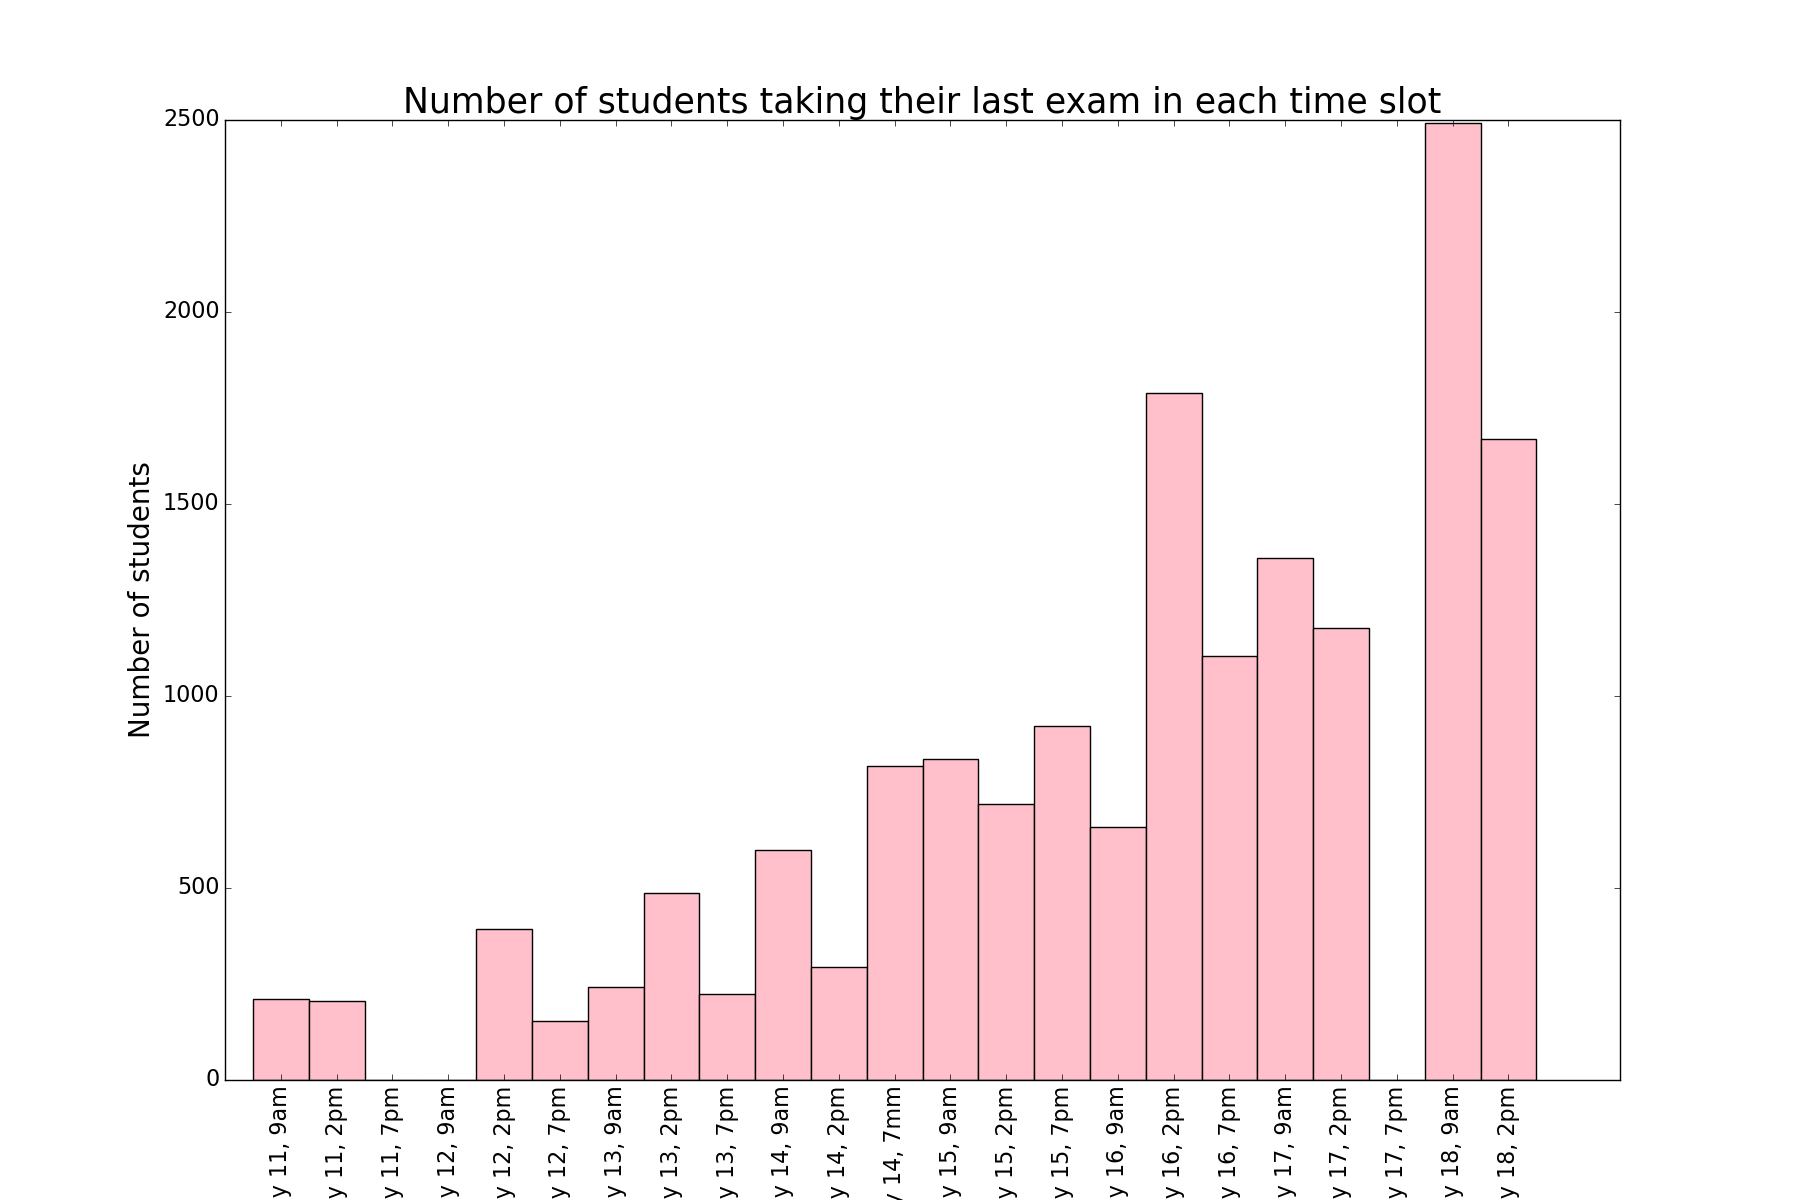 Number of students taking their last exam in each time slot
Number of students
2500
2000
1500
1000
500
0
y 11, 9am
y 11, 2pm
y 11, 7pm
y 12, 9am
y 12, 2pm
y 12, 7pm
y 13, 9am
y 13, 2pm
y 13, 7pm
y 14, 9am
y 14, 2pm
y 14, 7mm
y 15, 9am
y 15, 2pm
y 15, 7pm
y 16, 9am
y 16, 2pm
y 16, 7pm
y 17, 9am
y 17, 2pm
y 17, 7pm
y 18, 9am
y 18, 2pm